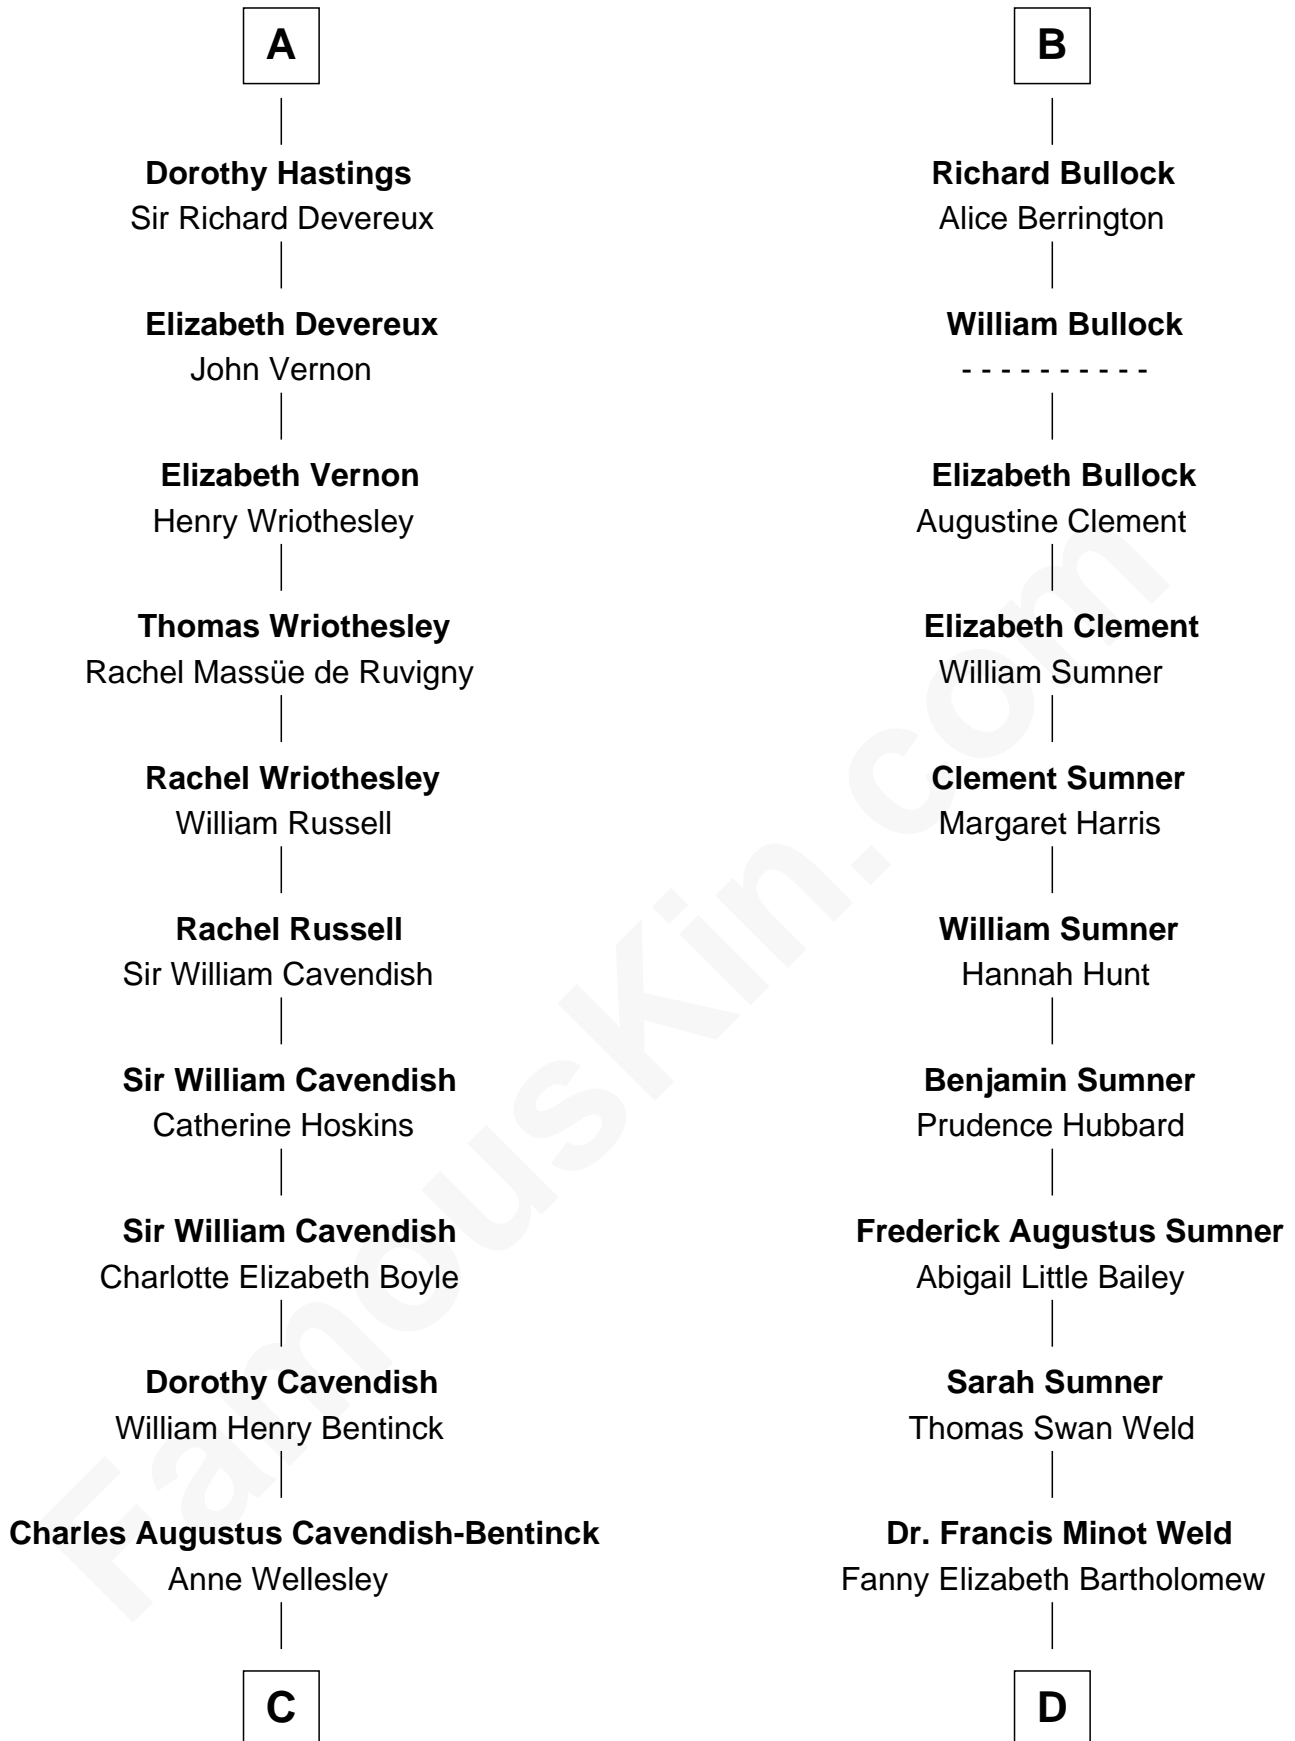 A
Dorothy Hastings
Sir Richard Devereux
Elizabeth Devereux
John Vernon
Elizabeth Vernon
Henry Wriothesley
Thomas Wriothesley
Rachel Massüe de Ruvigny
Rachel Wriothesley
William Russell
Rachel Russell
Sir William Cavendish
Sir William Cavendish
Catherine Hoskins
Sir William Cavendish
Charlotte Elizabeth Boyle
Dorothy Cavendish
William Henry Bentinck
Charles Augustus Cavendish-Bentinck
Anne Wellesley
C
B
Richard Bullock
Alice Berrington
William Bullock
- - - - - - - - - -
Elizabeth Bullock
Augustine Clement
Elizabeth Clement
William Sumner
Clement Sumner
Margaret Harris
William Sumner
Hannah Hunt
Benjamin Sumner
Prudence Hubbard
Frederick Augustus Sumner
Abigail Little Bailey
Sarah Sumner
Thomas Swan Weld
Dr. Francis Minot Weld
Fanny Elizabeth Bartholomew
D
FamousKin.com